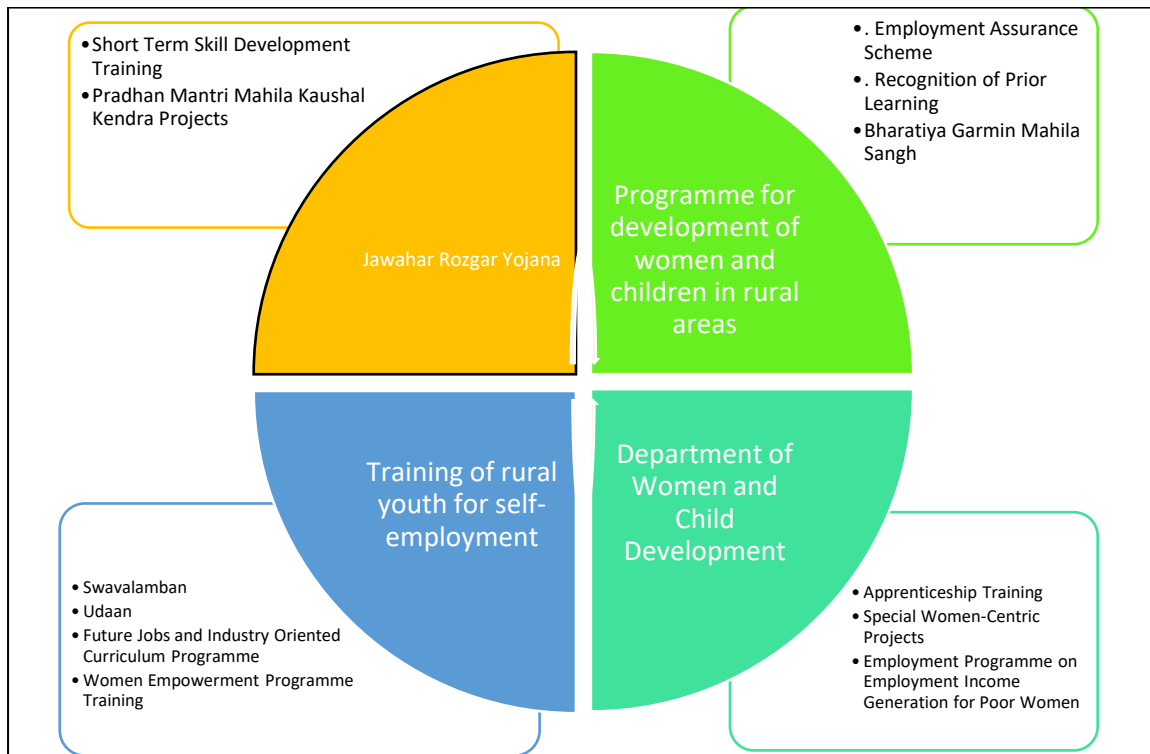 •Short Term Skill Development
Training
•Pradhan Mantri Mahila Kaushal
Kendra Projects
•. Employment Assurance
Scheme
•. Recognition of Prior
Learning
•Bharatiya Garmin Mahila
Sangh
Jawahar Rozgar Yojana
Programme for
development of
women and
children in rural
areas
Training of rural
youth for self-
employment
Department of
Women and
Child
Development
• Swavalamban
• Udaan
• Future Jobs and Industry Oriented
Curriculum Programme
• Women Empowerment Programme
Training
• Apprenticeship Training
• Special Women-Centric
Projects
• Employment Programme on
Employment Income
Generation for Poor Women